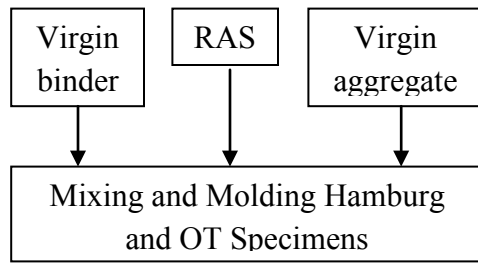 Virgin
binder
RAS
Virgin
aggregate
Mixing and Molding Hamburg
and OT Specimens